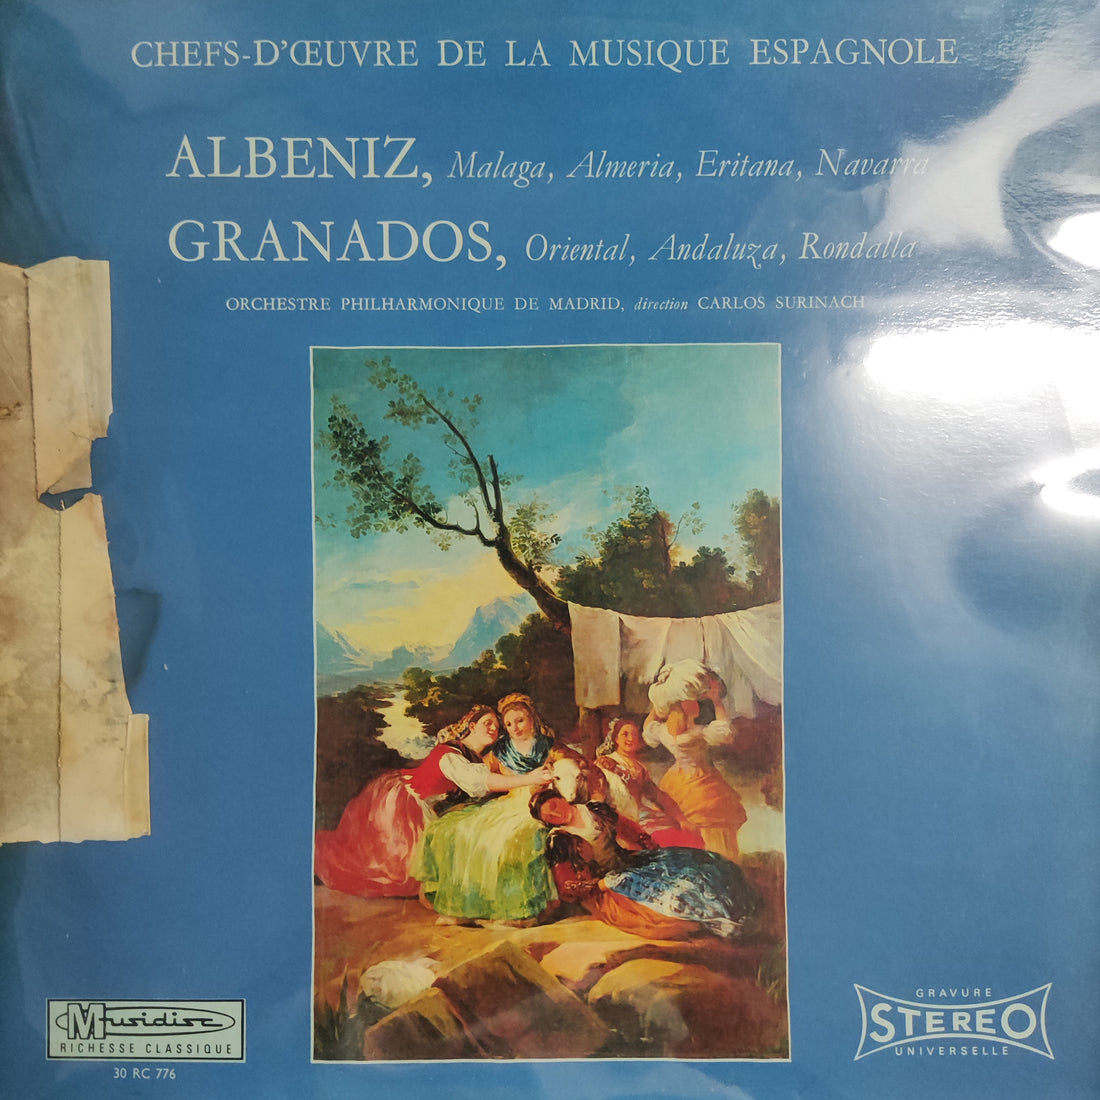 CHEFS-D'ŒUVRE DE LA MUSIQUE ESPAGNOLE
ALBENIZ, Malaga, Almeria, Eritana, Navarra
GRANADOS, Oriental, Andaluza, Rondalla
ORCHESTRE PHILHARMONIQUE DE MADRID, direction CARLOS SURINACH
Musidisc
RICHESSE CLASSIQUE
30 RC 776
GRAVURE
STEREO
UNIVERSELLE